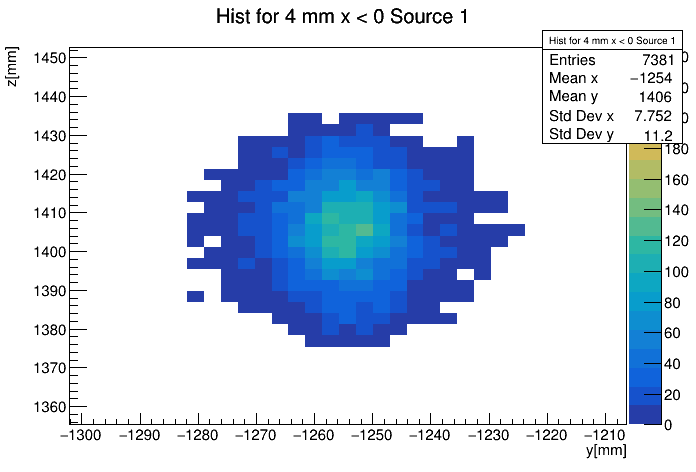 Hist for 4 mm x < 0 Source 1
z[mm]
1450
1440
1430
1420
1410
1400
1390
1380
1370
1360
−1300 −1290 −1280 −1270 −1260 −1250 −1240 −1230 −1220 −1210
y[mm]
Hist for 4 mm x < 0 Source 1
Entries 7381
Mean x −1254
Mean y 1406
Std Dev x 7.752
Std Dev y 11.2
180
160
140
120
100
80
60
40
20
0